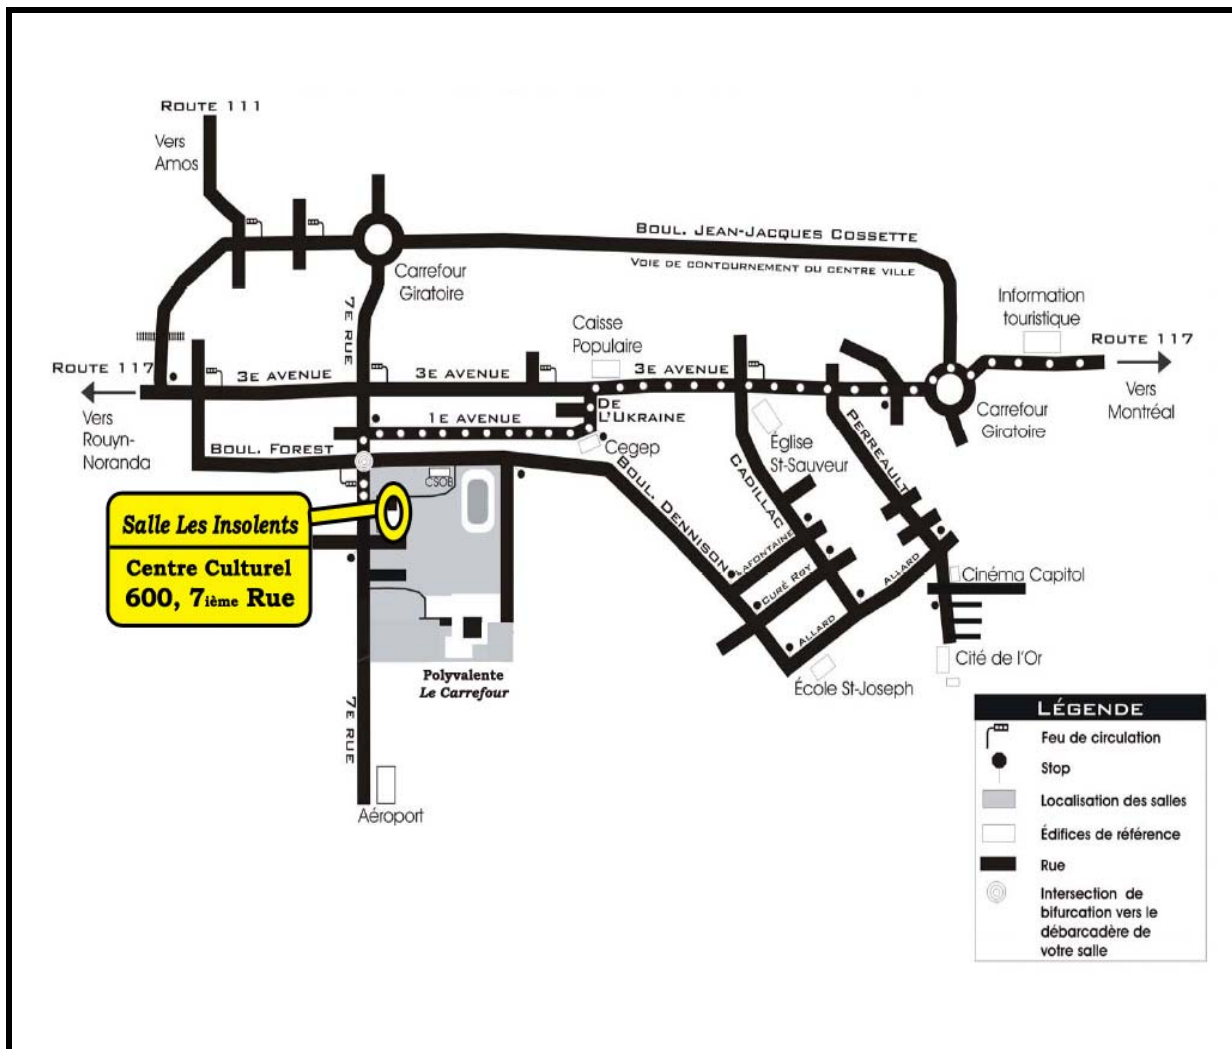 Route 111
Vers
Amos
Boul. Jean-Jacques Cossette
Voie de contournement du centre ville
Carrefour
Giratoire
7e Rue
Information
touristique
Caisse
Populaire
Route 117
Route 117
3e Avenue
3e Avenue
3e Avenue
Vers
Rouyn-
Noranda
Vers
Montréal
De
l'Ukraine
1e Avenue
Carrefour
Giratoire
Boul. Forest
Cegep
Église
St-Sauveur
Perreault
Cadillac
Boul. Dennison
CSOB
Salle Les Insolents
Centre Culturel
600, 7ième Rue
Lafontaine
Curé Roy
Allard
Allard
Cinéma Capitol
Cité de l'Or
École St-Joseph
Polyvalente
Le Carrefour
7e Rue
Aéroport
Légende
Feu de circulation
Stop
Localisation des salles
Édifices de référence
Rue
Intersection de
bifurcation vers le
débarcadère de
votre salle